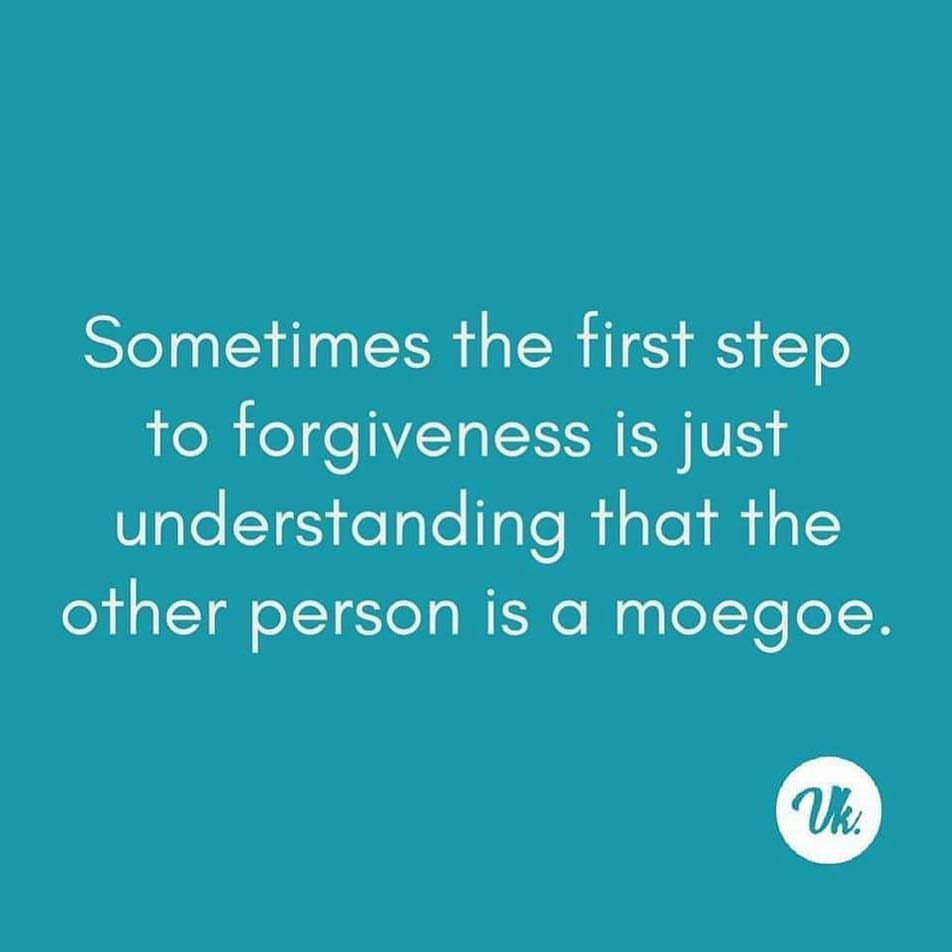 Sometimes the first step
to forgiveness is just
understanding that the
other person is a moegoe.
Vk.